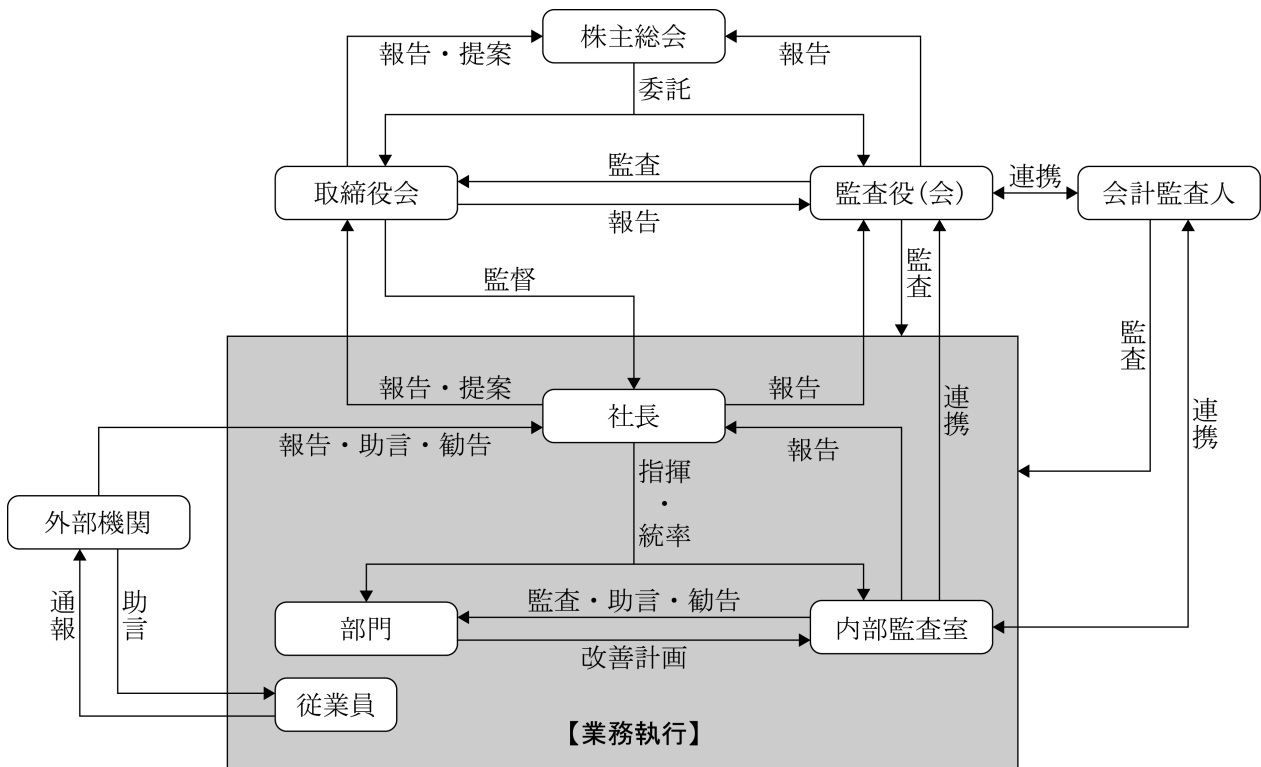 株主総会
報告・提案
報告
委託
監査
取締役会
監査役（会）
連携
会計監査人
報告
監督
監査
監査
報告・提案
社長
報告
連携
連携
報告・助言・勧告
報告
指揮
・
統率
外部機関
通報
助言
監査・助言・勧告
部門
内部監査室
改善計画
従業員
【業務執行】